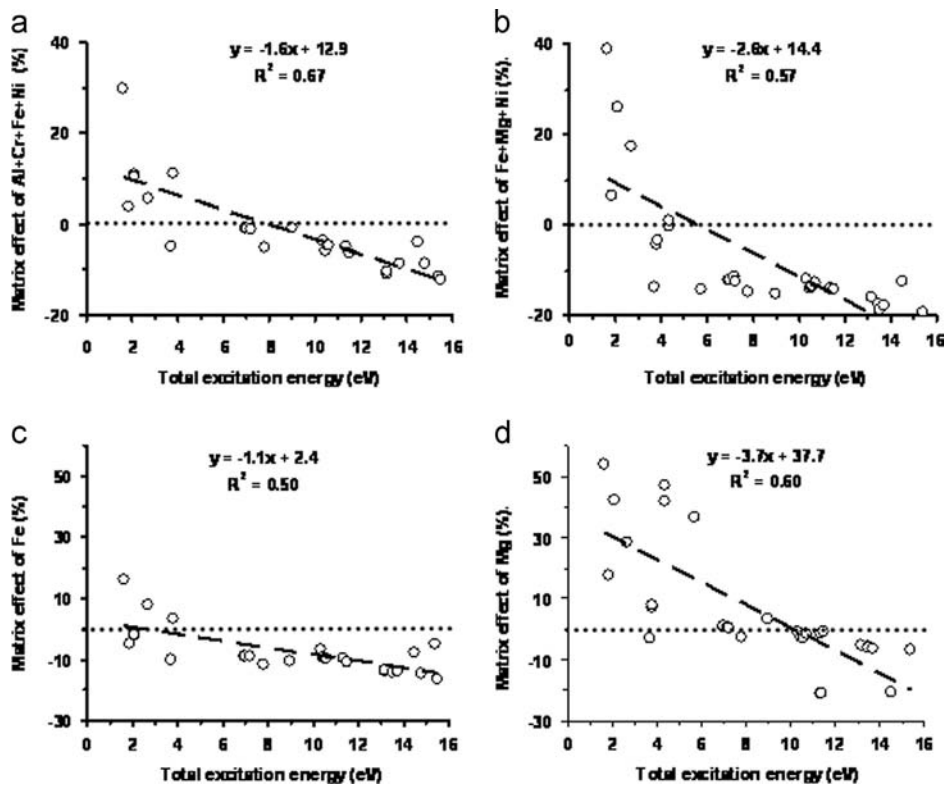 a
y = -1.6x + 12.9
R² = 0.67
Matrix effect of Al+Cr+Fe+Ni (%)
40
30
20
10
0
-10
-20
0 2 4 6 8 10 12 14 16
Total excitation energy (eV)
b
y = -2.6x + 14.4
R² = 0.57
Matrix effect of Fe+Mg+Ni (%).
40
20
0
-20
0 2 4 6 8 10 12 14 16
Total excitation energy (eV)
c
y = -1.1x + 2.4
R² = 0.50
Matrix effect of Fe (%)
50
30
10
-10
-30
0 2 4 6 8 10 12 14 16
Total excitation energy (eV)
d
y = -3.7x + 37.7
R² = 0.60
Matrix effect of Mg (%).
50
30
10
-10
-30
0 2 4 6 8 10 12 14 16
Total excitation energy (eV)